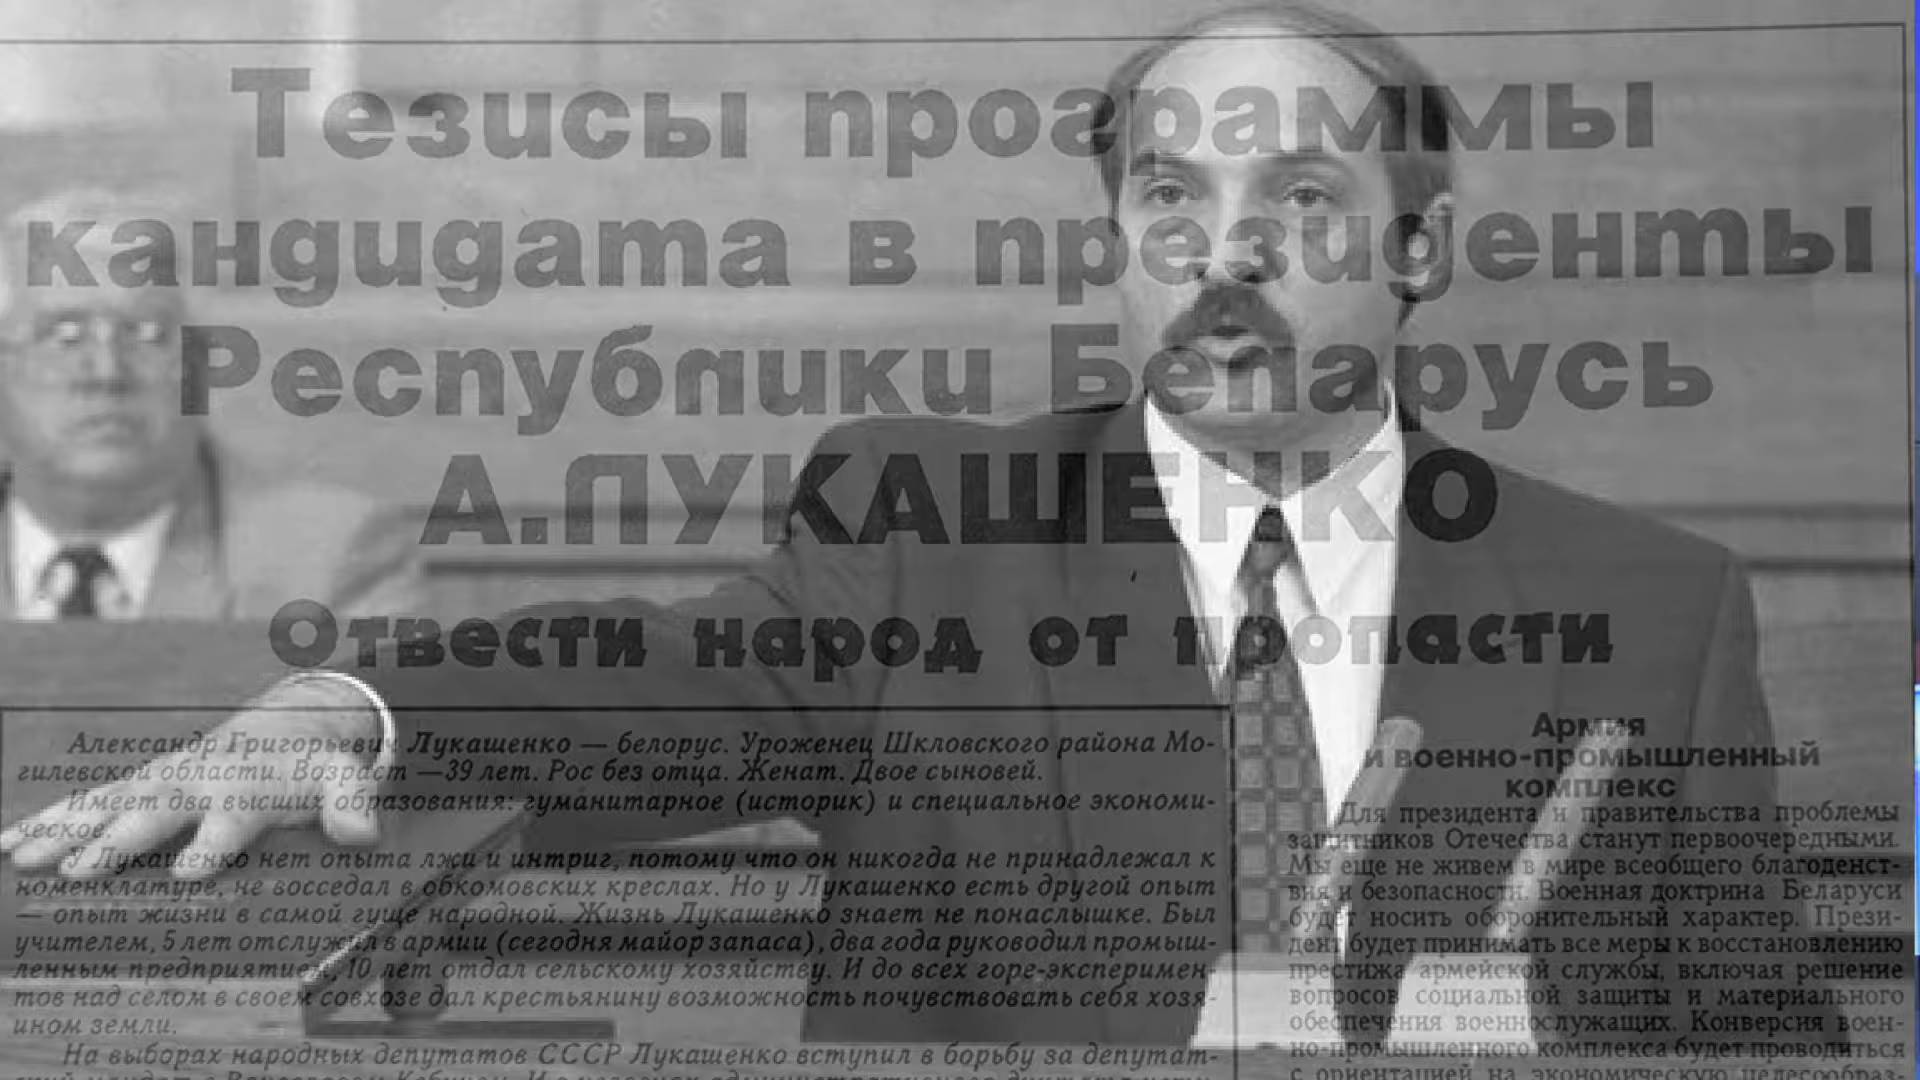 Тезисы программы
кандидата в президенты
Республики Беларусь
А.ЛУКАШЕНКО
Отвести народ от пропасти
Александр Григорьевич Лукашенко — белорус. Уроженец Шкловского района Мо-
гилевской области. Возраст —39 лет. Рос без отца. Женат. Двое сыновей.
Имеет два высших образования: гуманитарное (историк) и специальное экономи-
ческое.
У Лукашенко нет опыта лжи и интриг, потому что он никогда не принадлежал к
номенклатуре, не восседал в обкомовских креслах. Но у Лукашенко есть другой опыт
— опыт жизни в самой гуще народной. Жизнь Лукашенко знает не понаслышке. Был
учителем, 5 лет отслужил в армии (сегодня майор запаса), два года руководил промыш-
ленным предприятием, 10 лет отдал сельскому хозяйству. И до всех горе-эксперимен-
тов над селом в своем совхозе дал крестьянину возможность почувствовать себя хозя-
ином земли.
На выборах народных депутатов СССР Лукашенко вступил в борьбу за депутат-
Армия
и военно-промышленный
комплекс
Для президента и правительства проблемы
защитников Отечества станут первоочередными.
Мы еще не живем в мире всеобщего благоденст-
вия и безопасности. Военная доктрина Беларуси
будет носить оборонительный характер. Прези-
дент будет принимать все меры к восстановлению
престижа армейской службы, включая решение
вопросов социальной защиты и материального
обеспечения военнослужащих. Конверсия воен-
но-промышленного комплекса будет проводиться
с ориентацией на экономическую целесообраз-